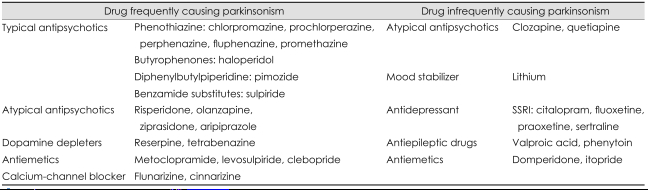 Drug frequently causing parkinsonism Drug infrequently causing parkinsonism
Typical antipsychotics Phenothiazine: chlorpromazine, prochlorperazine, Atypical antipsychotics Clozapine, quetiapine
perphenazine, fluphenazine, promethazine
Butyrophenones: haloperidol
Diphenylbutylpiperidine: pimozide Mood stabilizer Lithium
Benzamide substitutes: sulpiride
Atypical antipsychotics Risperidone, olanzapine, Antidepressant SSRI: citalopram, fluoxetine,
ziprasidone, aripiprazole praoxetine, sertraline
Dopamine depleters Reserpine, tetrabenazine Antiepileptic drugs Valproic acid, phenytoin
Antiemetics Metoclopramide, levosulpiride, clebopride Antiemetics Domperidone, itopride
Calcium-channel blocker Flunarizine, cinnarizine